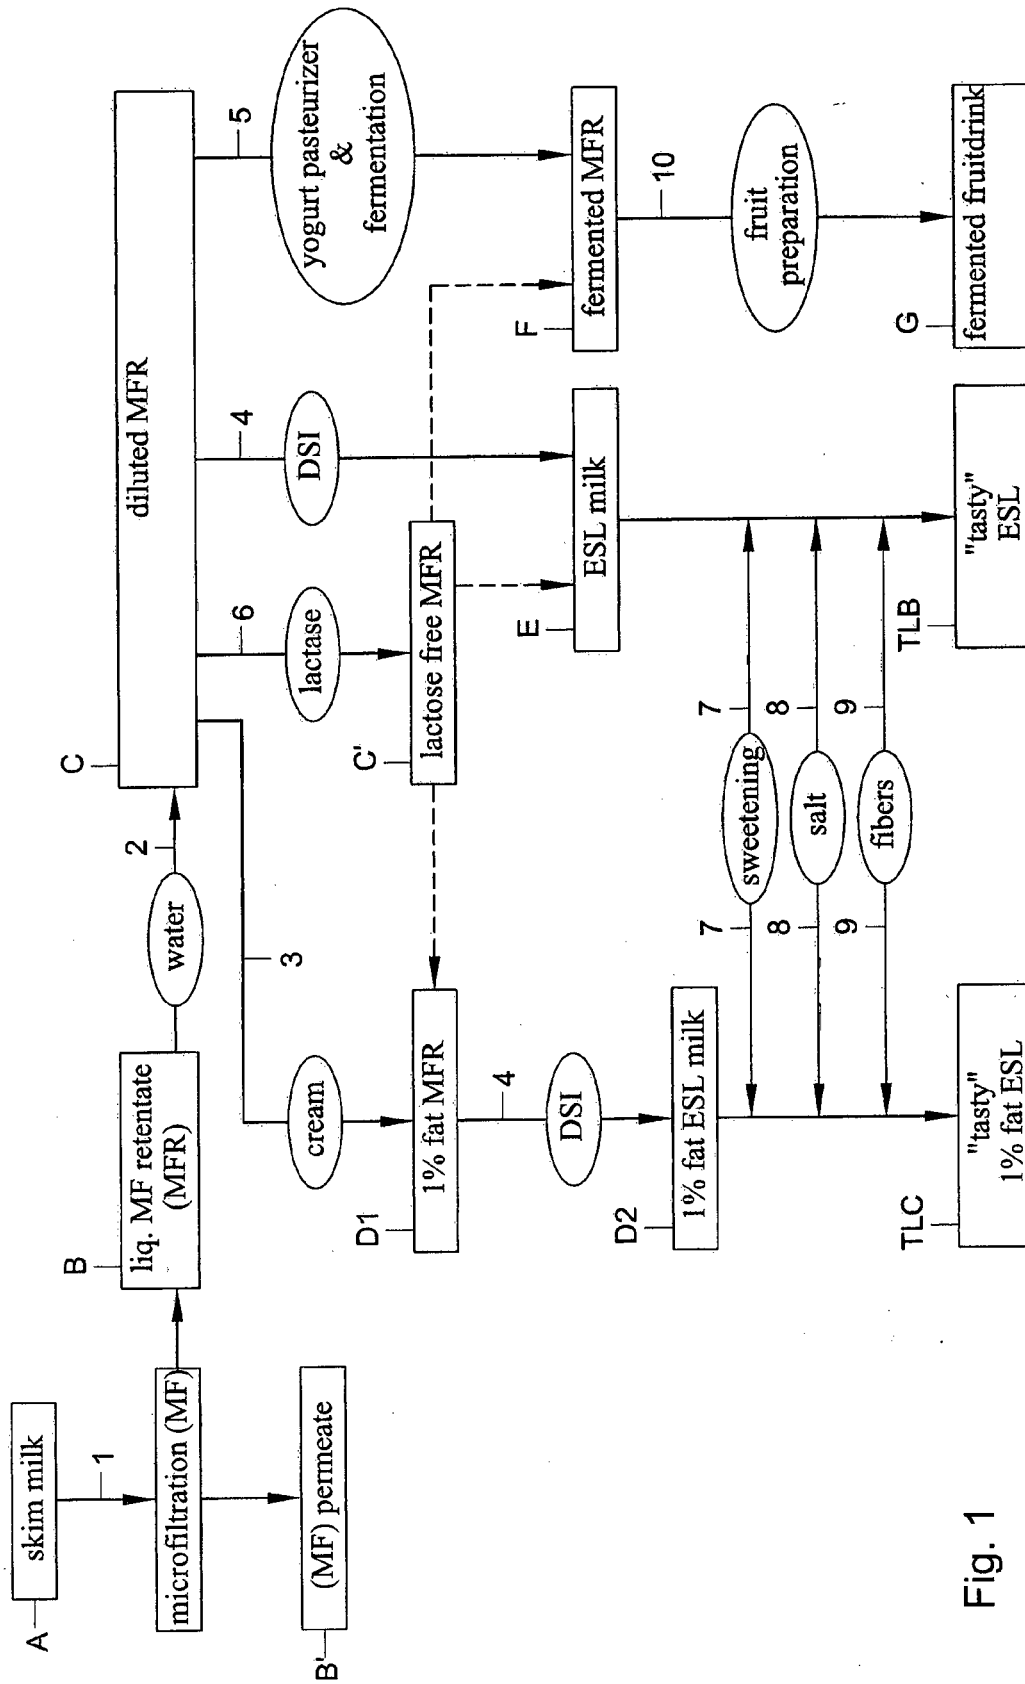 A
skim milk
1
microfiltration (MF)
B'
(MF) permeate
B
liq. MF retentate
(MFR)
water
2
C
diluted MFR
3
cream
6
lactase
4
DSI
5
yogurt pasteurizer
&
fermentation
D1
1% fat MFR
C'
lactose free MFR
4
DSI
E
ESL milk
F
fermented MFR
D2
1% fat ESL milk
10
fruit
preparation
7
sweetening
7
8
salt
8
9
fibers
9
TLC
"tasty"
1% fat ESL
TLB
"tasty"
ESL
G
fermented fruitdrink
Fig. 1